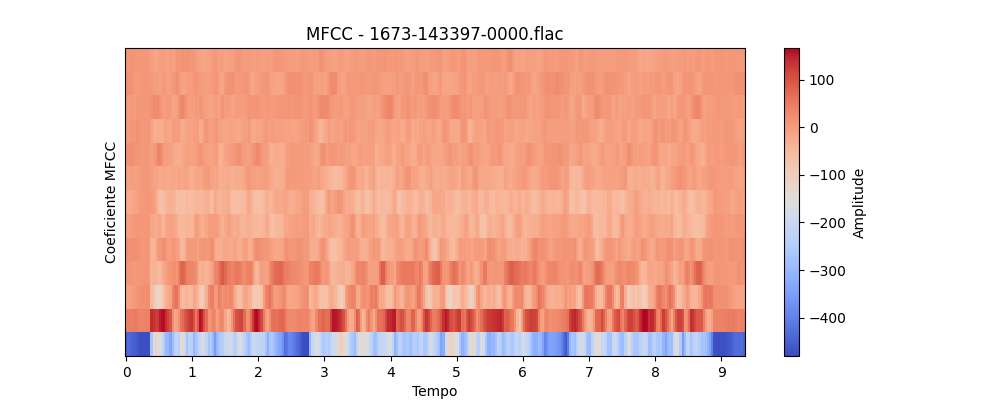 MFCC - 1673-143397-0000.flac
Coeficiente MFCC
0 1 2 3 4 5 6 7 8 9
Tempo
100
0
−100
−200
−300
−400
Amplitude